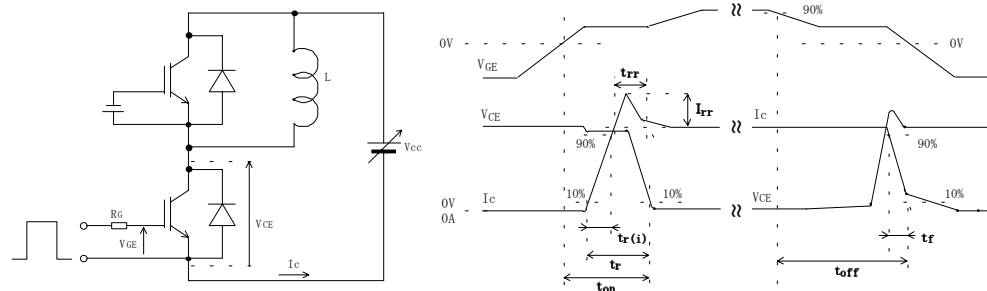 L
Vcc
RG
VGE
VCE
Ic
0V
VGE
90%
0V
trr
Irr
VCE
Ic
90%
90%
10%
10%
10%
0V
0A
Ic
VCE
tr(i)
tf
tr
toff
ton